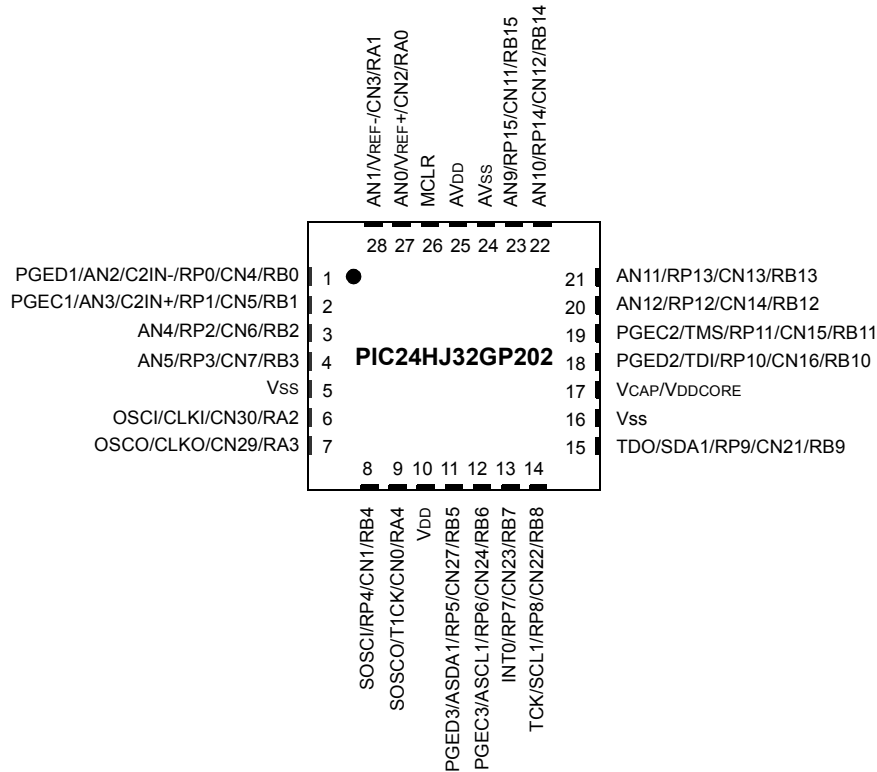 AN1/VREF-/CN3/RA1
AN0/VREF+/CN2/RA0
MCLR
AVDD
AVSS
AN9/RP15/CN11/RB15
AN10/RP14/CN12/RB14
28 27 26 25 24 23 22
PGED1/AN2/C2IN-/RP0/CN4/RB0 1
PGEC1/AN3/C2IN+/RP1/CN5/RB1 2
AN4/RP2/CN6/RB2 3
AN5/RP3/CN7/RB3 4
VSS 5
OSCI/CLKI/CN30/RA2 6
OSCO/CLKO/CN29/RA3 7
PIC24HJ32GP202
21 AN11/RP13/CN13/RB13
20 AN12/RP12/CN14/RB12
19 PGEC2/TMS/RP11/CN15/RB11
18 PGED2/TDI/RP10/CN16/RB10
17 VCAP/VDDCORE
16 Vss
15 TDO/SDA1/RP9/CN21/RB9
8 9 10 11 12 13 14
SOSCI/RP4/CN1/RB4
SOSCO/T1CK/CN0/RA4
VDD
PGED3/ASDA1/RP5/CN27/RB5
PGEC3/ASCL1/RP6/CN24/RB6
INT0/RP7/CN23/RB7
TCK/SCL1/RP8/CN22/RB8